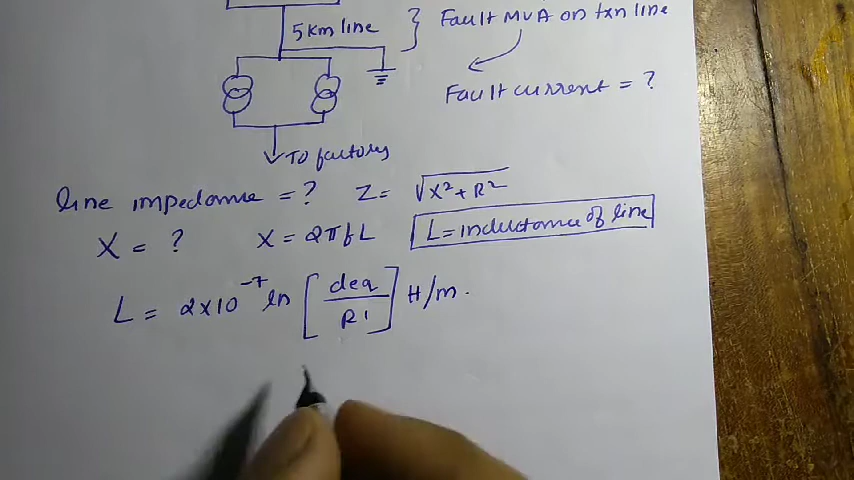 Fault MVA on txn line
5km line
Fault current = ?
To factory
line impedance = ? Z = √X²+R²
X = ? X = 2πfL L = inductance of line
L = 2×10⁻⁷ ln [deq/R'] H/m.